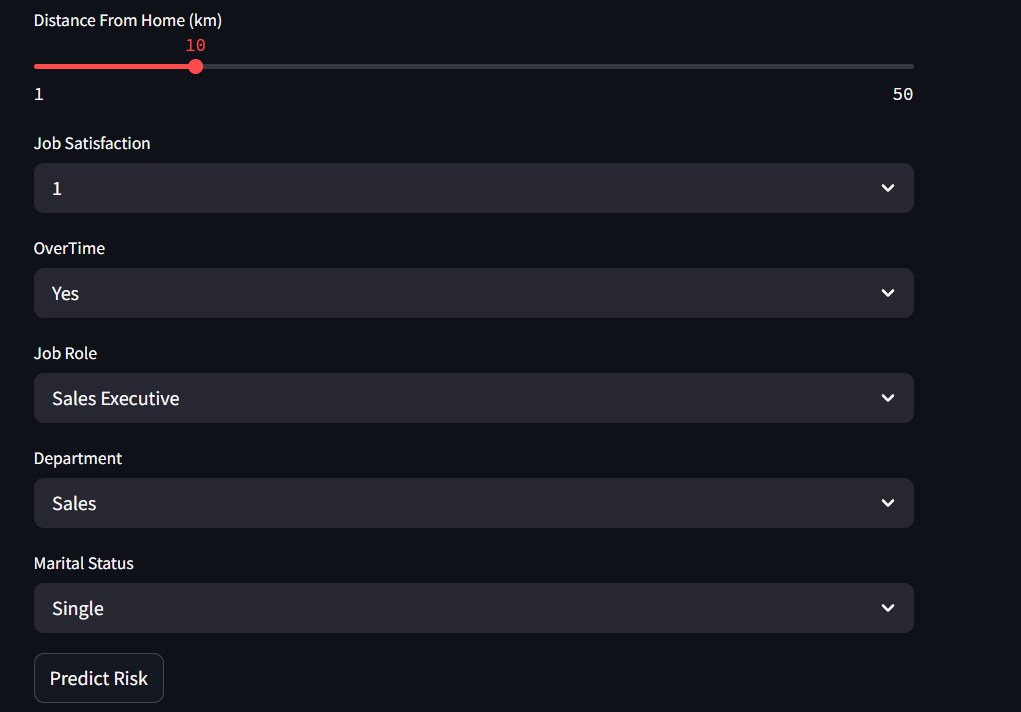 Distance From Home (km)
10
1
50
Job Satisfaction
1
OverTime
Yes
Job Role
Sales Executive
Department
Sales
Marital Status
Single
Predict Risk